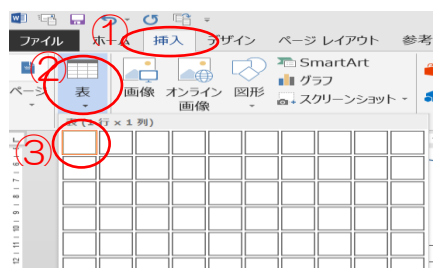 ①
ファイル ホーム 挿入 デザイン ページ レイアウト 参考
②
ページ 表 画像 オンライン 画像 図形 SmartArt
グラフ
スクリーンショット
表 (1 行 x 1 列)
③